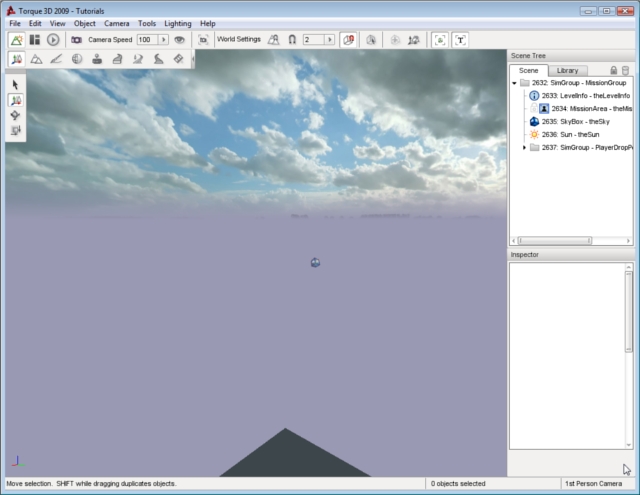 Torque 3D 2009 - Tutorials
File Edit View Object Camera Tools Lighting Help
Camera Speed 100 World Settings 2
Scene Tree
Scene Library
2632: SimGroup - MissionGroup
2633: LevelInfo - theLevelInfo
2634: MissionArea - theMis
2635: SkyBox - theSky
2636: Sun - theSun
2637: SimGroup - PlayerDropP
Inspector
Move selection. SHIFT while dragging duplicates objects. 0 objects selected 1st Person Camera